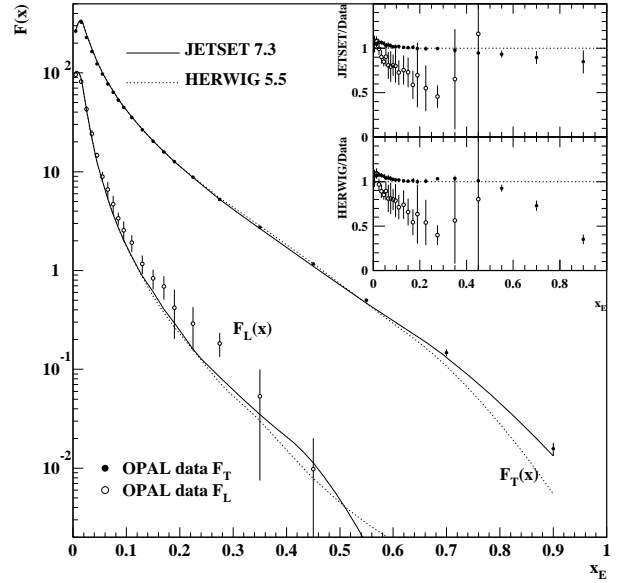 F(x)
JETSET 7.3
HERWIG 5.5
10^2
10
1
10^-1
10^-2
0 0.1 0.2 0.3 0.4 0.5 0.6 0.7 0.8 0.9 1
x_E
F_L(x)
F_T(x)
OPAL data F_T
OPAL data F_L
JETSET/Data
1
0.5
0
HERWIG/Data
1
0.5
0
0 0.2 0.4 0.6 0.8 1
x_E